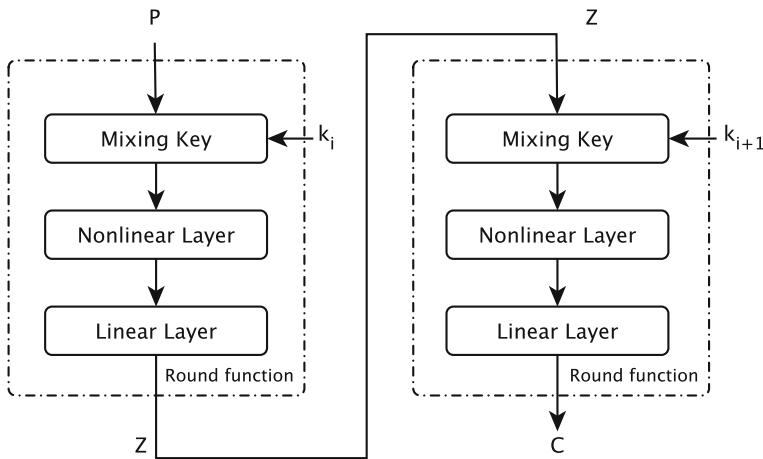 P
Mixing Key
k_i
Nonlinear Layer
Linear Layer
Round function
Z
Z
Mixing Key
k_{i+1}
Nonlinear Layer
Linear Layer
Round function
C